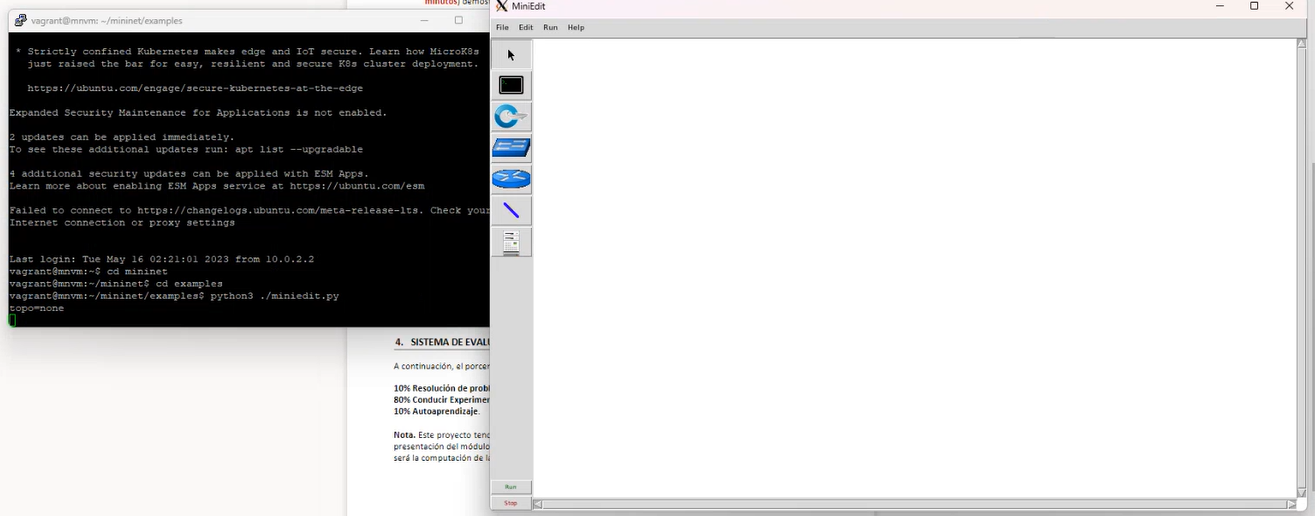 minutos) demos
vagrant@mnvm: ~/mininet/examples
* Strictly confined Kubernetes makes edge and IoT secure. Learn how MicroK8s
just raised the bar for easy, resilient and secure K8s cluster deployment.
https://ubuntu.com/engage/secure-kubernetes-at-the-edge
Expanded Security Maintenance for Applications is not enabled.
2 updates can be applied immediately.
To see these additional updates run: apt list --upgradable
4 additional security updates can be applied with ESM Apps.
Learn more about enabling ESM Apps service at https://ubuntu.com/esm
Failed to connect to https://changelogs.ubuntu.com/meta-release-lts. Check your
Internet connection or proxy settings
Last login: Tue May 16 02:21:01 2023 from 10.0.2.2
vagrant@mnvm:~$ cd mininet
vagrant@mnvm:~/mininet$ cd examples
vagrant@mnvm:~/mininet/examples$ python3 ./miniedit.py
topo=none
4. SISTEMA DE EVALU
A continuación, el porcer
10% Resolución de probl
80% Conducir Experimer
10% Autoaprendizaje.
Nota. Este proyecto tend
presentación del módulo
será la computación de la
MiniEdit
File Edit Run Help
Run
Stop